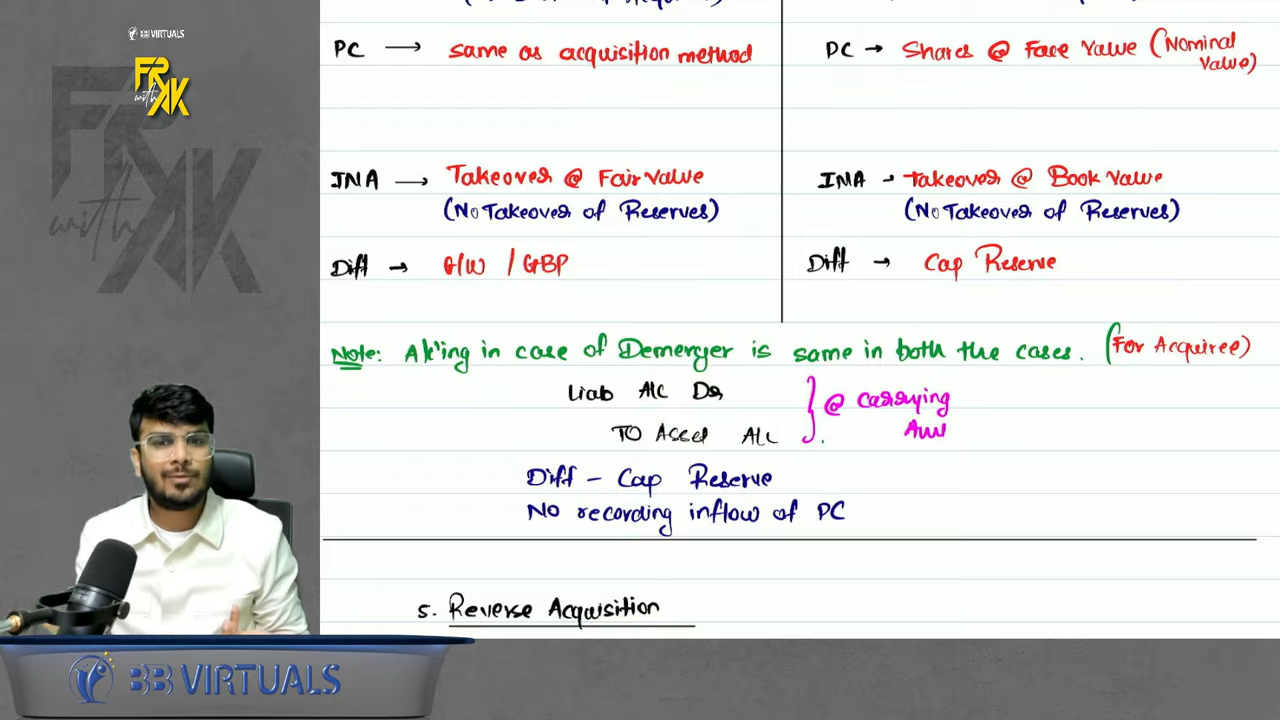 BB VIRTUALS
FR
with
AK
FR
with
AK
PC → same as acquisition method
PC → Shares @ Face Value (Nominal Value)
INA → Takeover @ Fair Value
(No Takeover of Reserves)
INA - Takeover @ Book Value
(No Takeover of Reserves)
Diff → G/W / GBP
Diff → Cap Reserve
Note: A/c'ing in case of Demerger is same in both the cases. (For Acquiree)
Liab A/c Dr
TO Asset A/c
@ carrying
Amt
Diff - Cap Reserve
NO recording inflow of PC
5. Reverse Acquisition
BB VIRTUALS